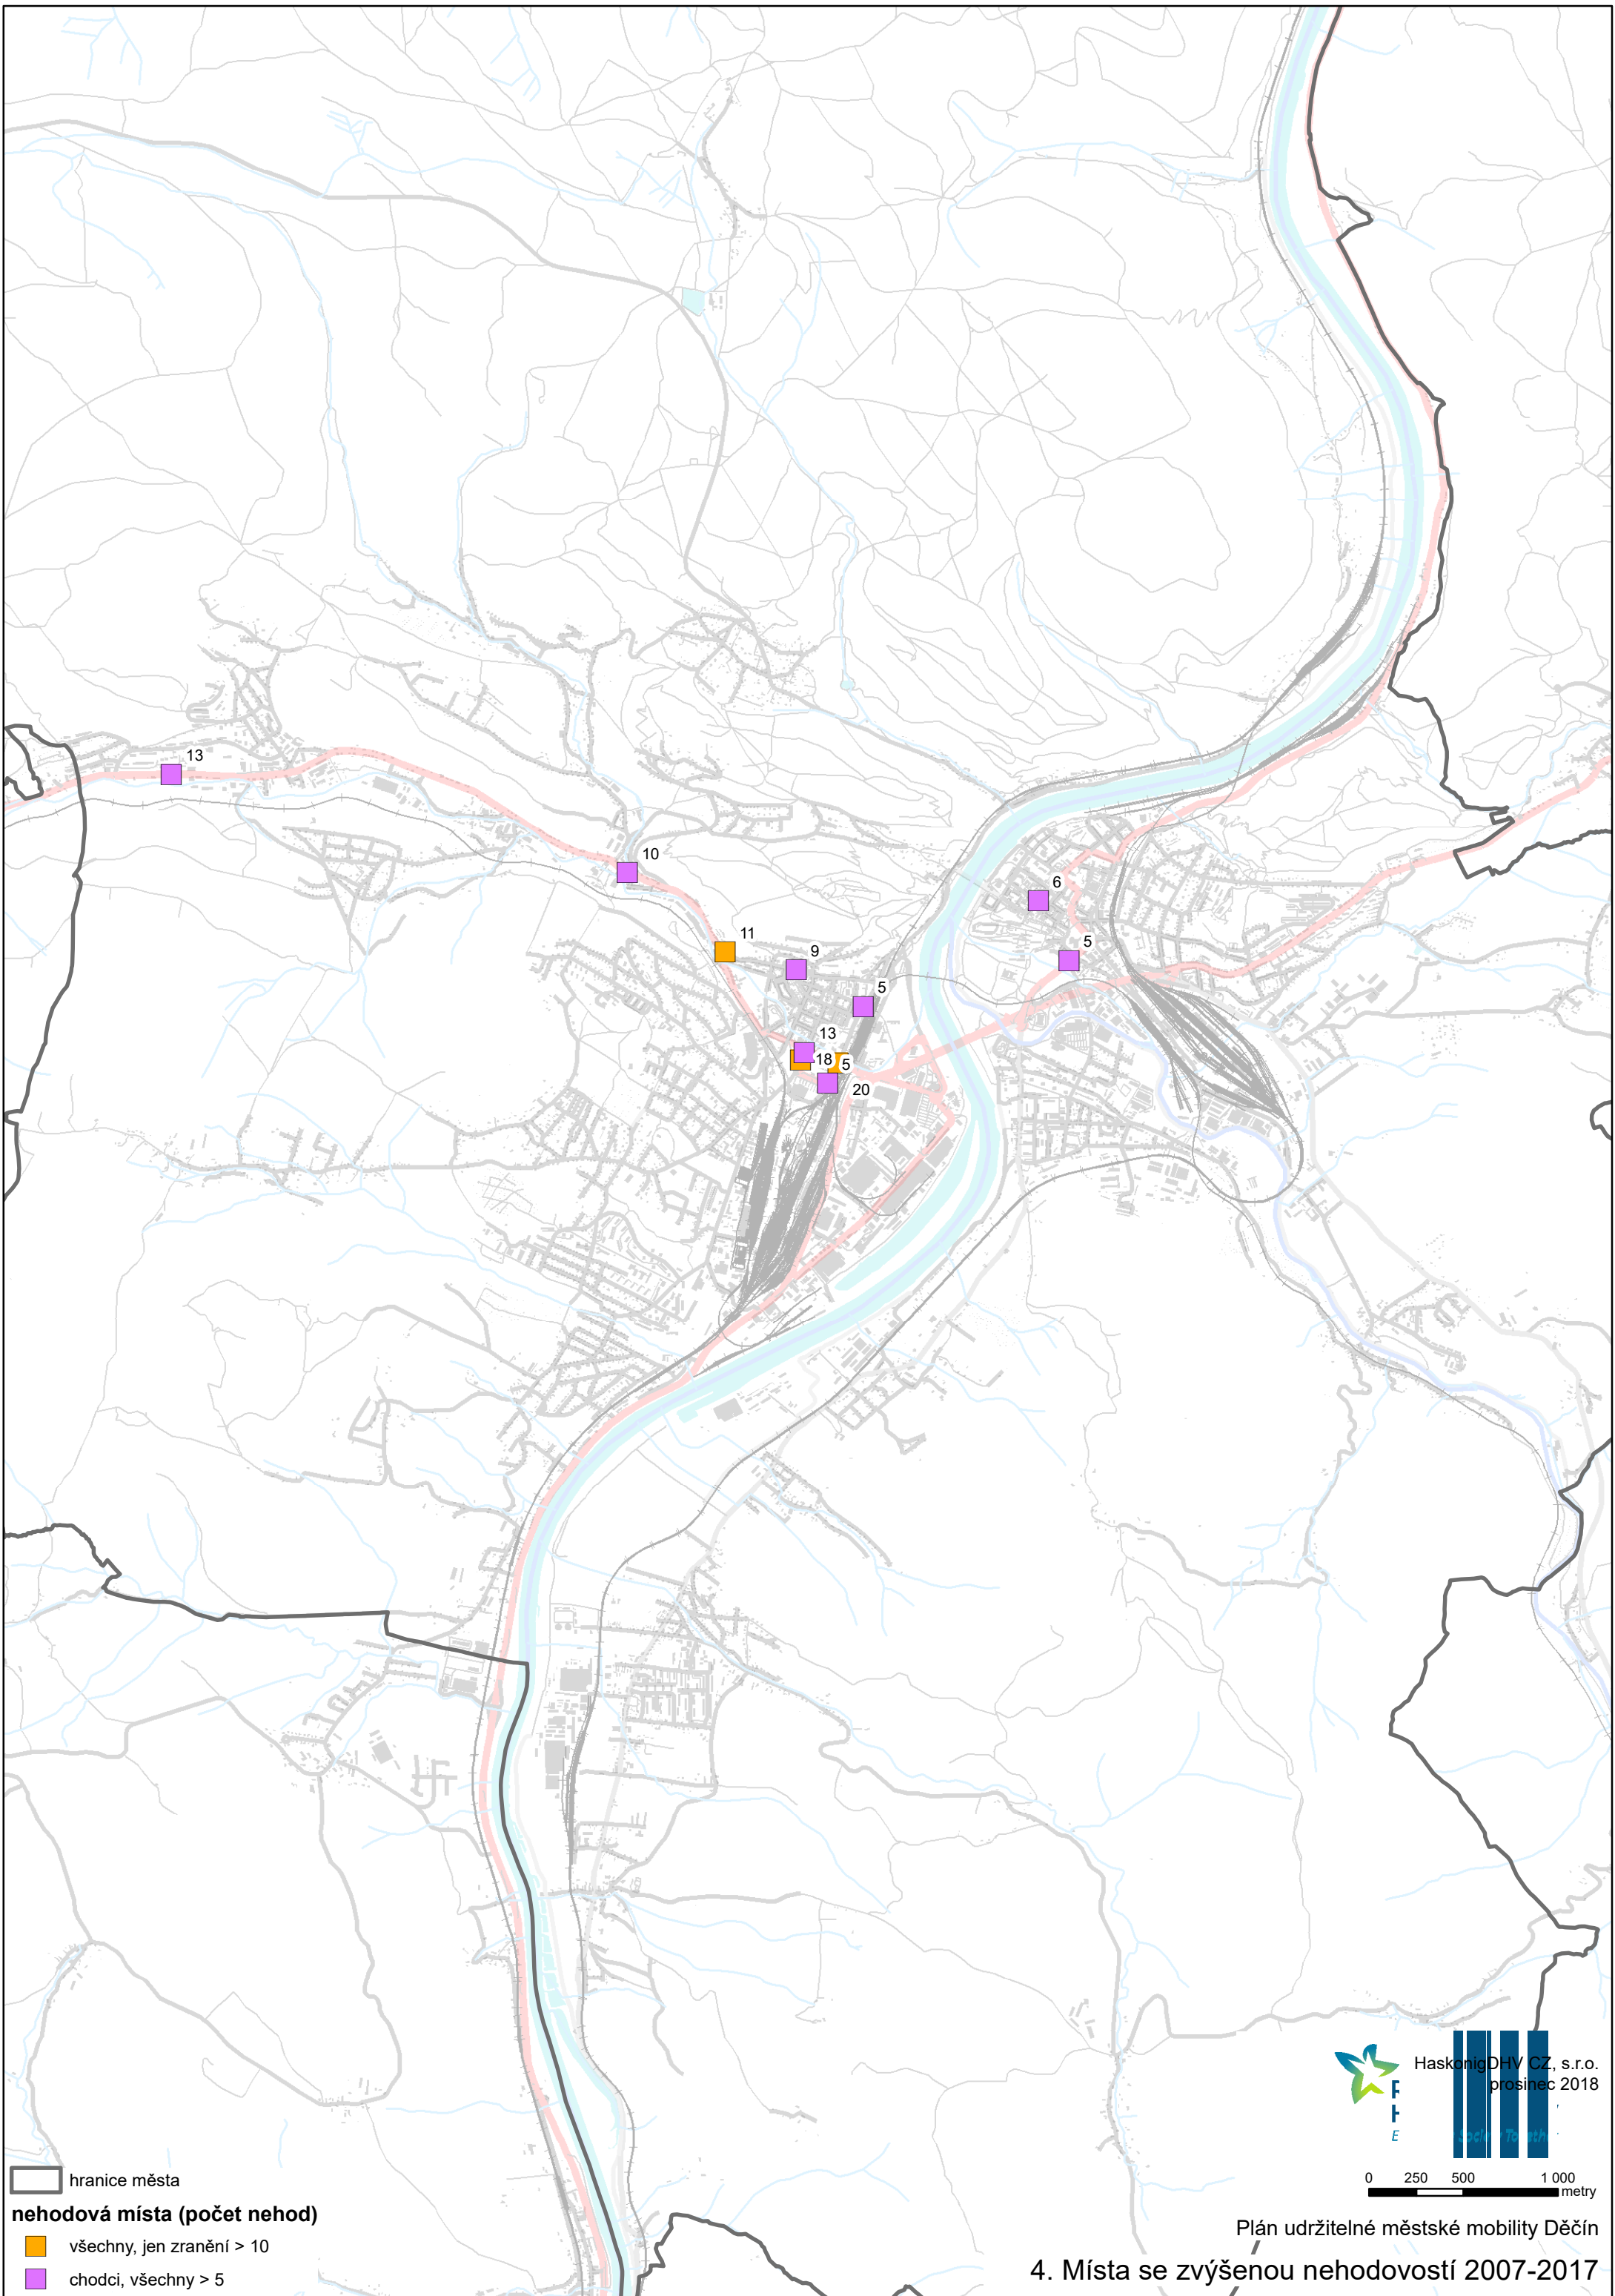 13
10
11
9
6
5
5
13
18
5
20
HaskonigDHV CZ, s.r.o.
prosinec 2018
E
Society
0 250 500 1 000
metry
hranice města
nehodová místa (počet nehod)
všechny, jen zranění > 10
chodci, všechny > 5
Plán udržitelné městské mobility Děčín
4. Místa se zvýšenou nehodovostí 2007-2017